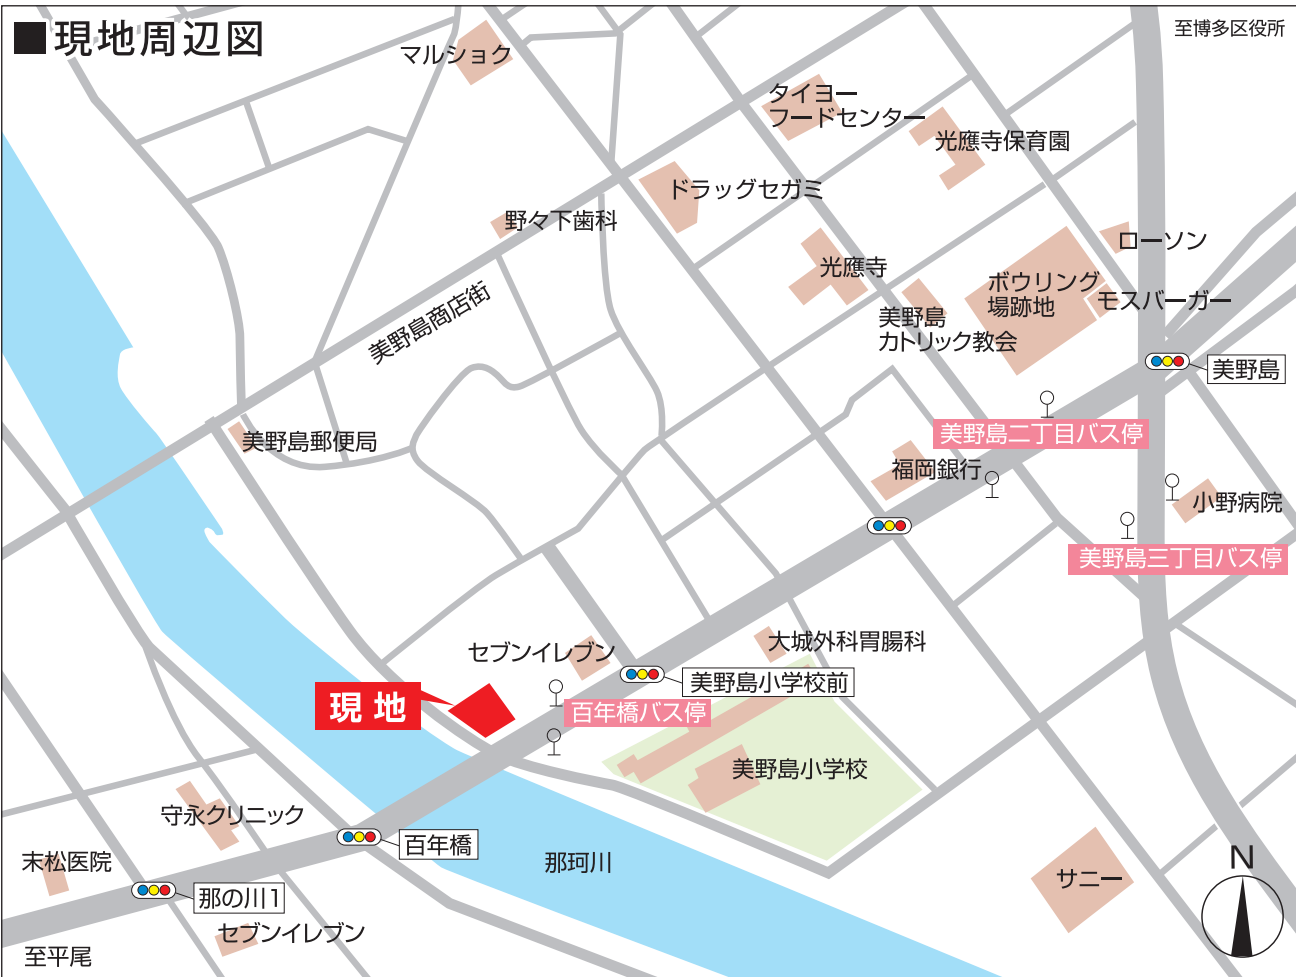 ■現地周辺図
至博多区役所
マルショク
タイヨー
フードセンター
光應寺保育園
ドラッグセガミ
野々下歯科
ローソン
光應寺
ボウリング
場跡地
モスバーガー
美野島商店街
美野島
カトリック教会
美野島
美野島二丁目バス停
美野島郵便局
福岡銀行
小野病院
美野島三丁目バス停
セブンイレブン
大城外科胃腸科
美野島小学校前
現地
百年橋バス停
美野島小学校
守永クリニック
百年橋
末松医院
那珂川
サニー
N
那の川1
セブンイレブン
至平尾